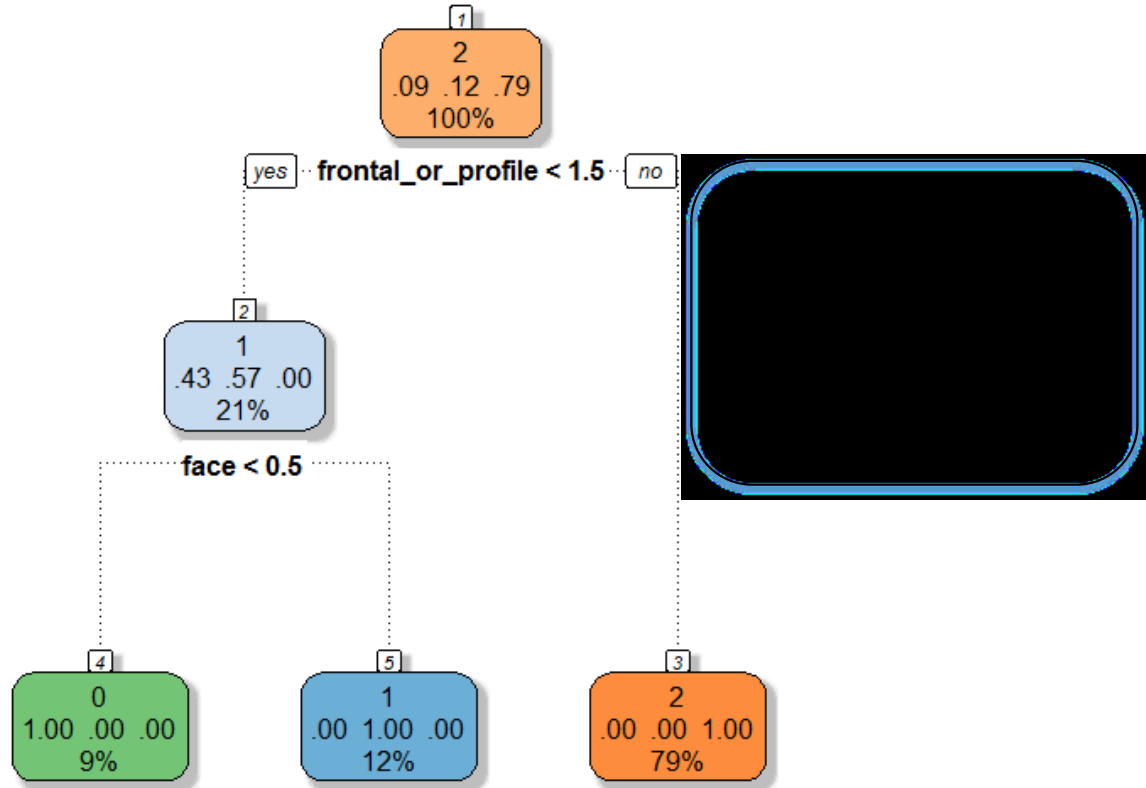 1
2
.09 .12 .79
100%
yes frontal_or_profile < 1.5 no
2
1
.43 .57 .00
21%
face < 0.5
4 5 3
0 1 2
1.00 .00 .00 .00 1.00 .00 .00 .00 1.00
9% 12% 79%